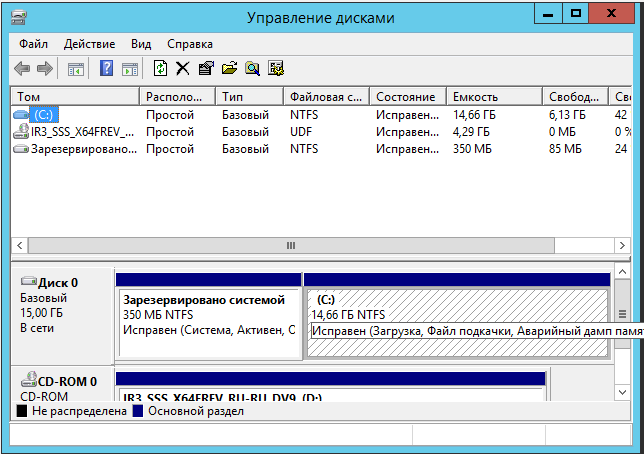 Управление дисками
Файл Действие Вид Справка
Том Располо... Тип Файловая с... Состояние Емкость Свобод... Сво
(C:) Простой Базовый NTFS Исправен... 14,66 ГБ 6,13 ГБ 42
IR3_SSS_X64FREV_... Простой Базовый UDF Исправен... 4,29 ГБ 0 МБ 0 %
Зарезервировано... Простой Базовый NTFS Исправен... 350 МБ 85 МБ 24
Диск 0
Базовый
15,00 ГБ
В сети
Зарезервировано системой
350 МБ NTFS
Исправен (Система, Активен, О
(C:)
14,66 ГБ NTFS
Исправен (Загрузка, Файл подкачки, Аварийный дамп памят
CD-ROM 0
CD-ROM
IR3_SSS_X64FREV_RU-RU_DV9 (D:)
Не распределена Основной раздел